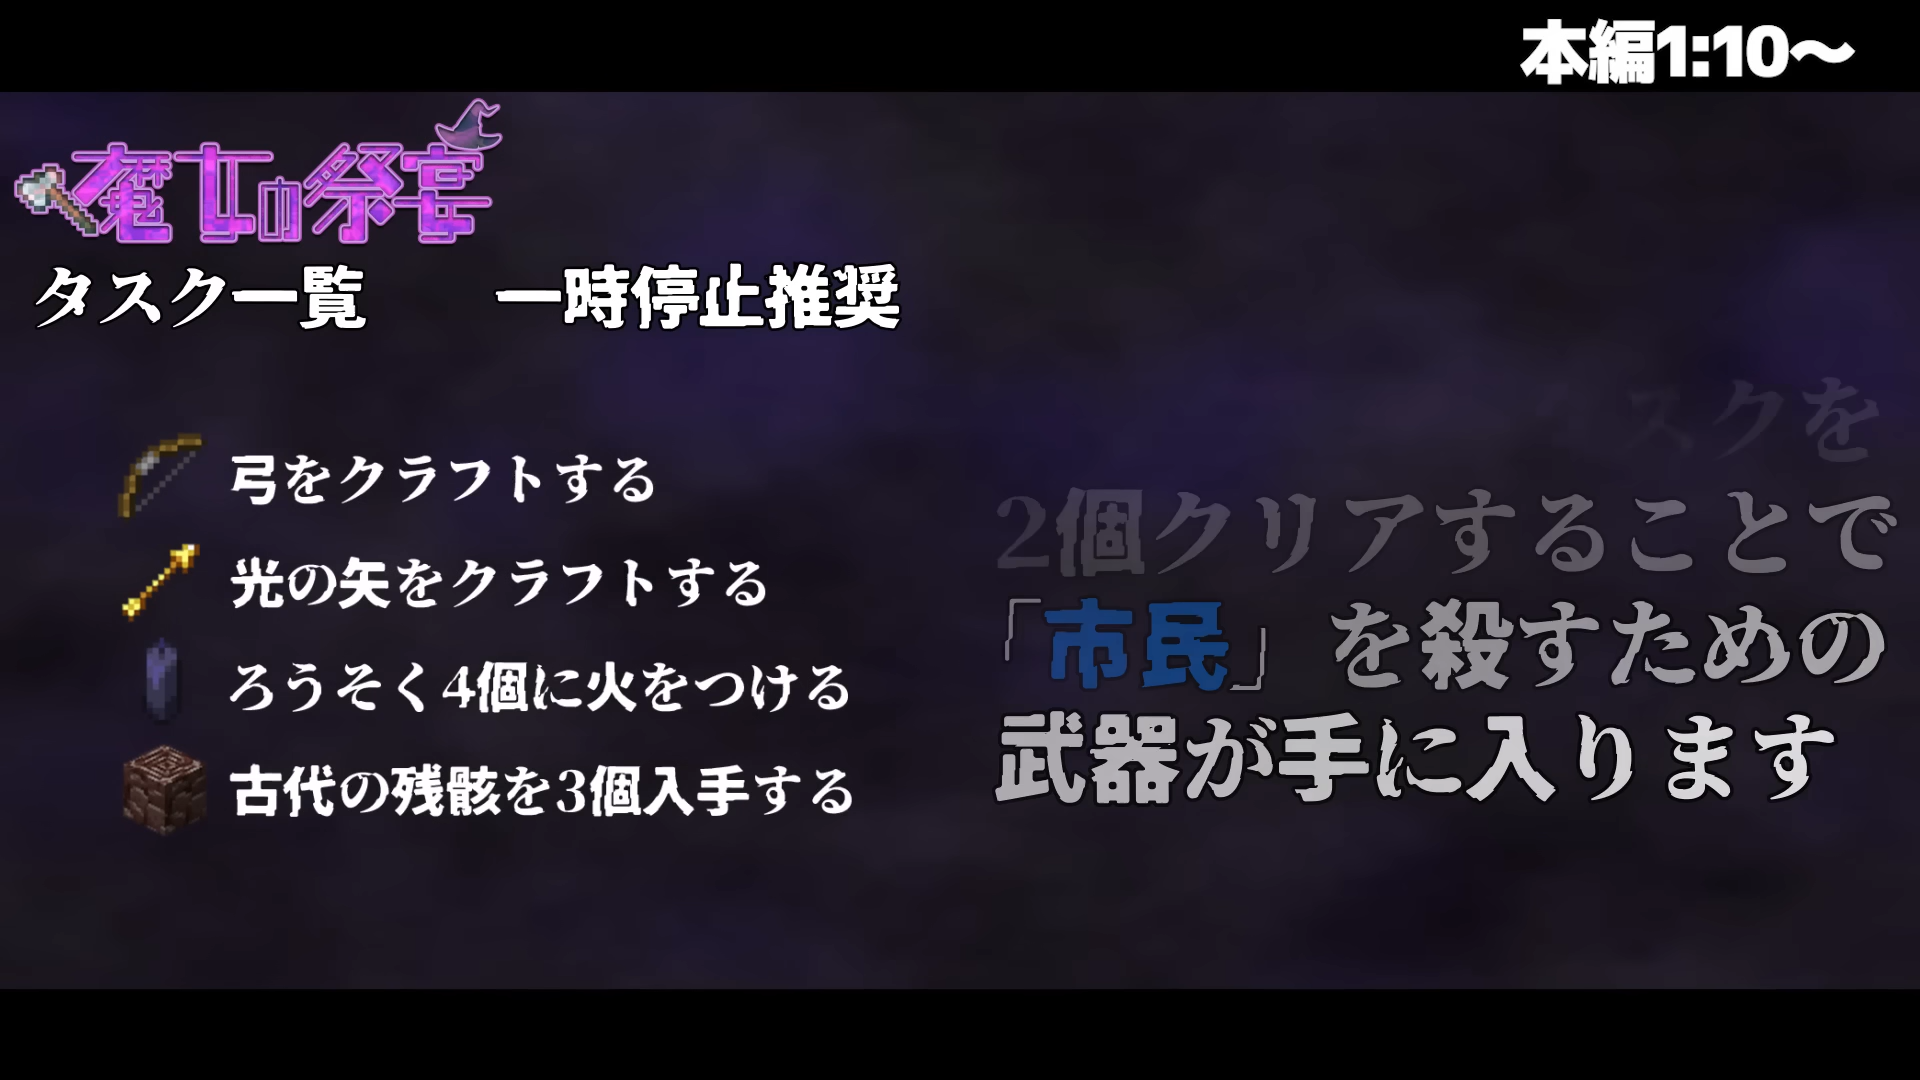 本編1:10～
魔女の祭宴
タスク一覧　一時停止推奨
弓をクラフトする
光の矢をクラフトする
ろうそく4個に火をつける
古代の残骸を3個入手する
スクを
2個クリアすることで
「市民」を殺すための
武器が手に入ります